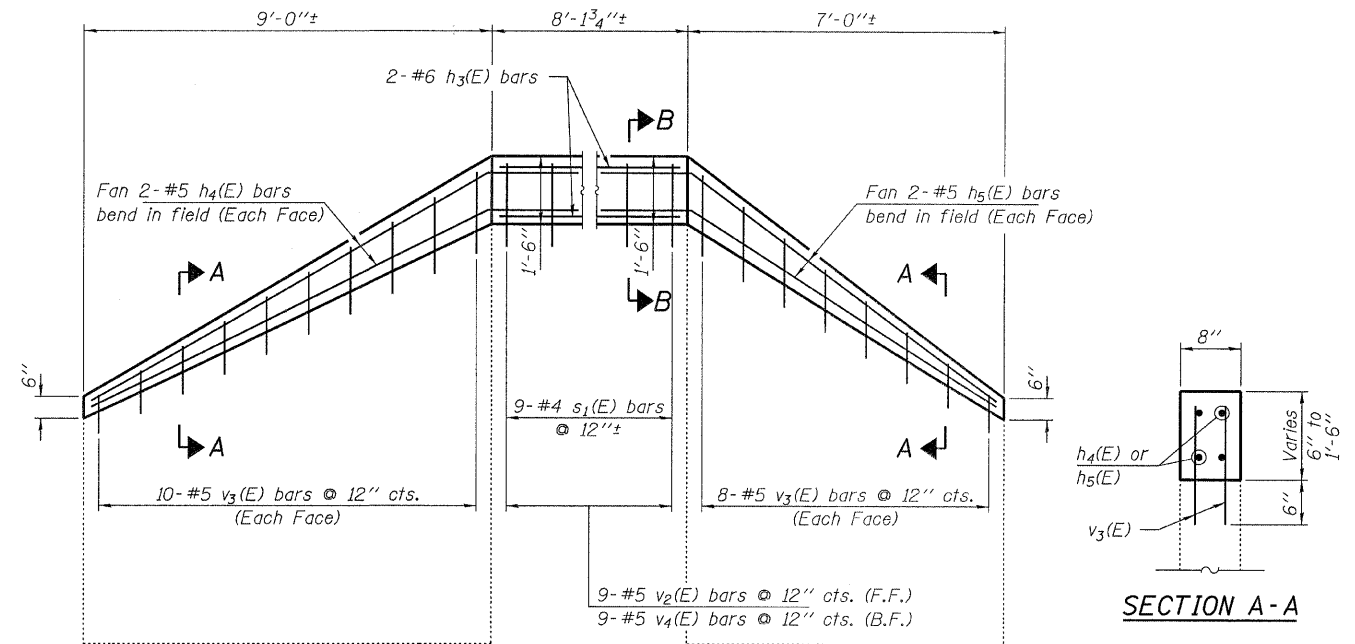 9'-0"±
8'-1¾"±
7'-0"±
2-#6 h₃(E) bars
B
Fan 2-#5 h₄(E) bars
bend in field (Each Face)
Fan 2-#5 h₅(E) bars
bend in field (Each Face)
1'-6"
1'-6"
A
A
B
8"
6"
6"
9-#4 s₁(E) bars
@ 12"±
Varies
6" to
1'-6"
h₄(E) or
h₅(E)
A
A
10-#5 v₃(E) bars @ 12" cts.
(Each Face)
8-#5 v₃(E) bars @ 12" cts.
(Each Face)
6"
v₃(E)
9-#5 v₂(E) bars @ 12" cts. (F.F.)
9-#5 v₄(E) bars @ 12" cts. (B.F.)
SECTION A-A